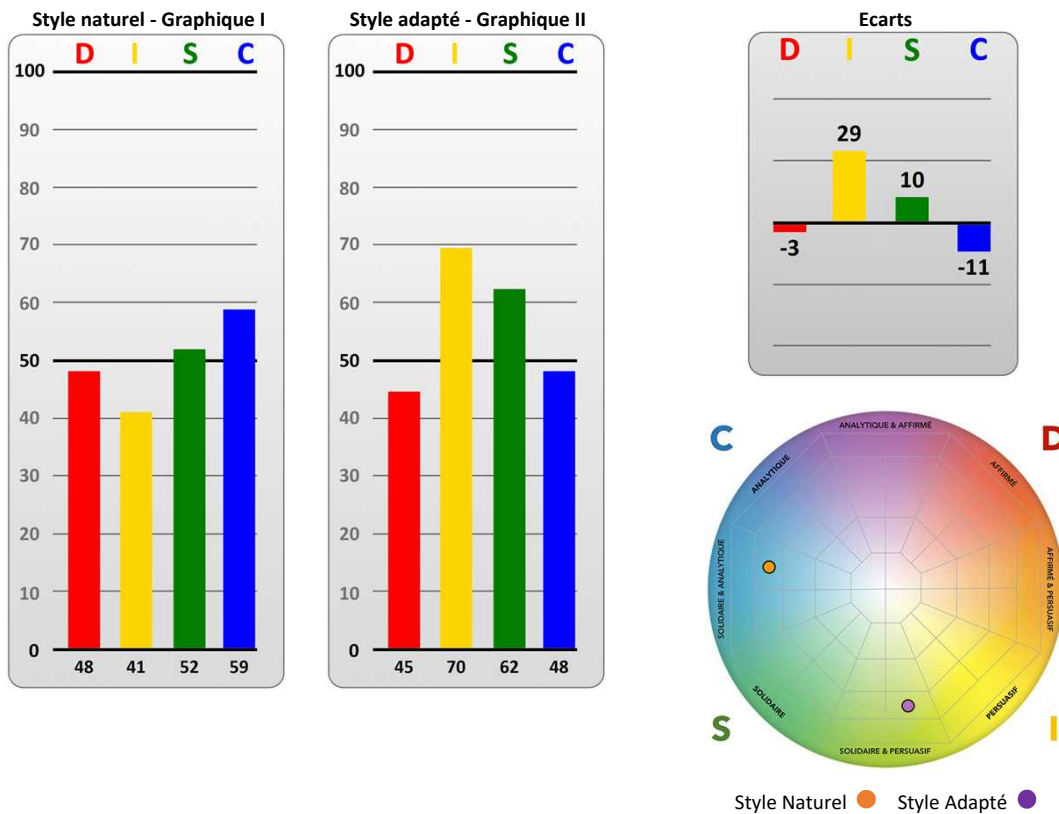 Style naturel - Graphique I
D I S C
100
90
80
70
60
50
40
30
20
10
0
48 41 52 59
Style adapté - Graphique II
D I S C
100
90
80
70
60
50
40
30
20
10
0
45 70 62 48
Ecarts
D I S C
29
10
-3
-11
C
D
S
I
ANALYTIQUE & AFFIRMÉ
AFFIRMÉ
AFFIRMÉ & PERSUASIF
PERSUASIF
SOLIDAIRE & PERSUASIF
SOLIDAIRE
SOLIDAIRE & ANALYTIQUE
ANALYTIQUE
Style Naturel Style Adapté